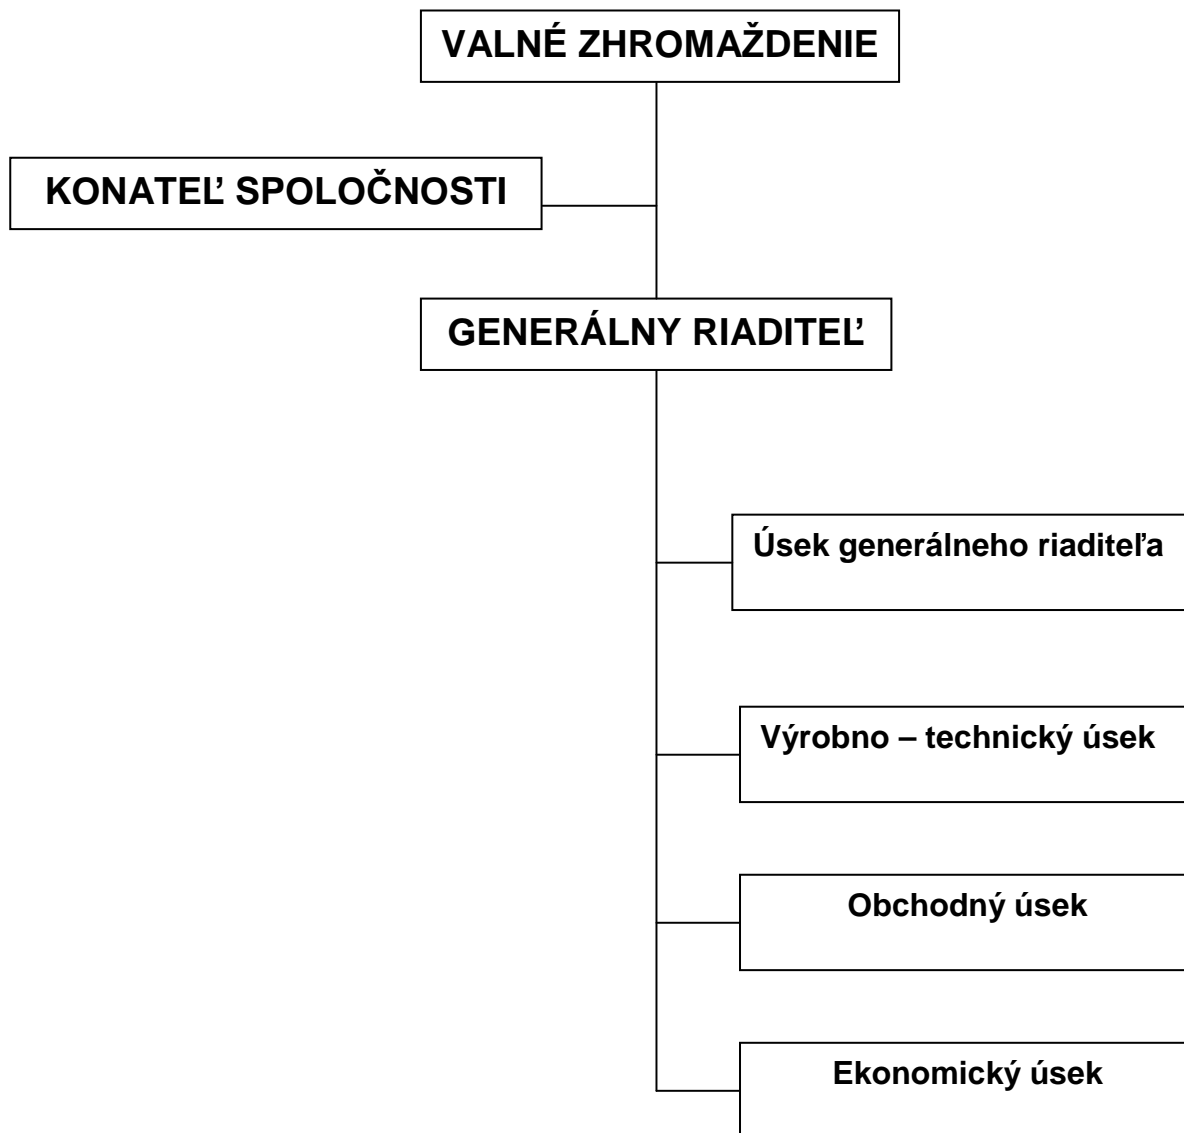 VALNÉ ZHROMAŽDENIE
KONATEĽ SPOLOČNOSTI
GENERÁLNY RIADITEĽ
Úsek generálneho riaditeľa
Výrobno – technický úsek
Obchodný úsek
Ekonomický úsek